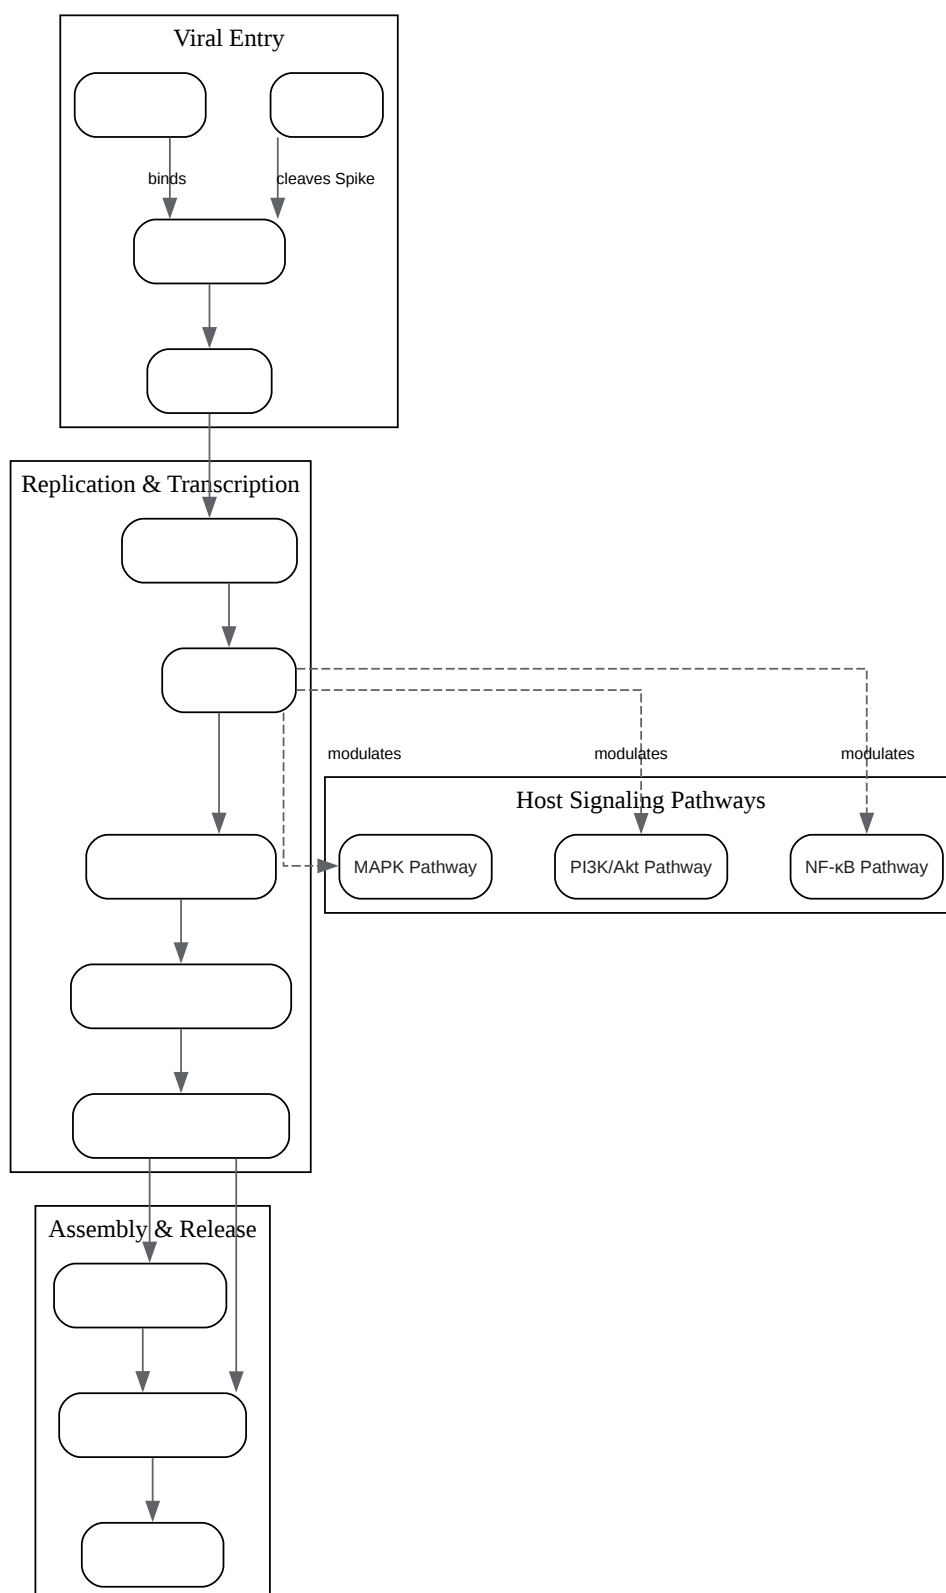 Viral Entry
binds
cleaves Spike
Replication & Transcription
modulates
modulates
modulates
Host Signaling Pathways
MAPK Pathway
PI3K/Akt Pathway
NF-κB Pathway
Assembly & Release